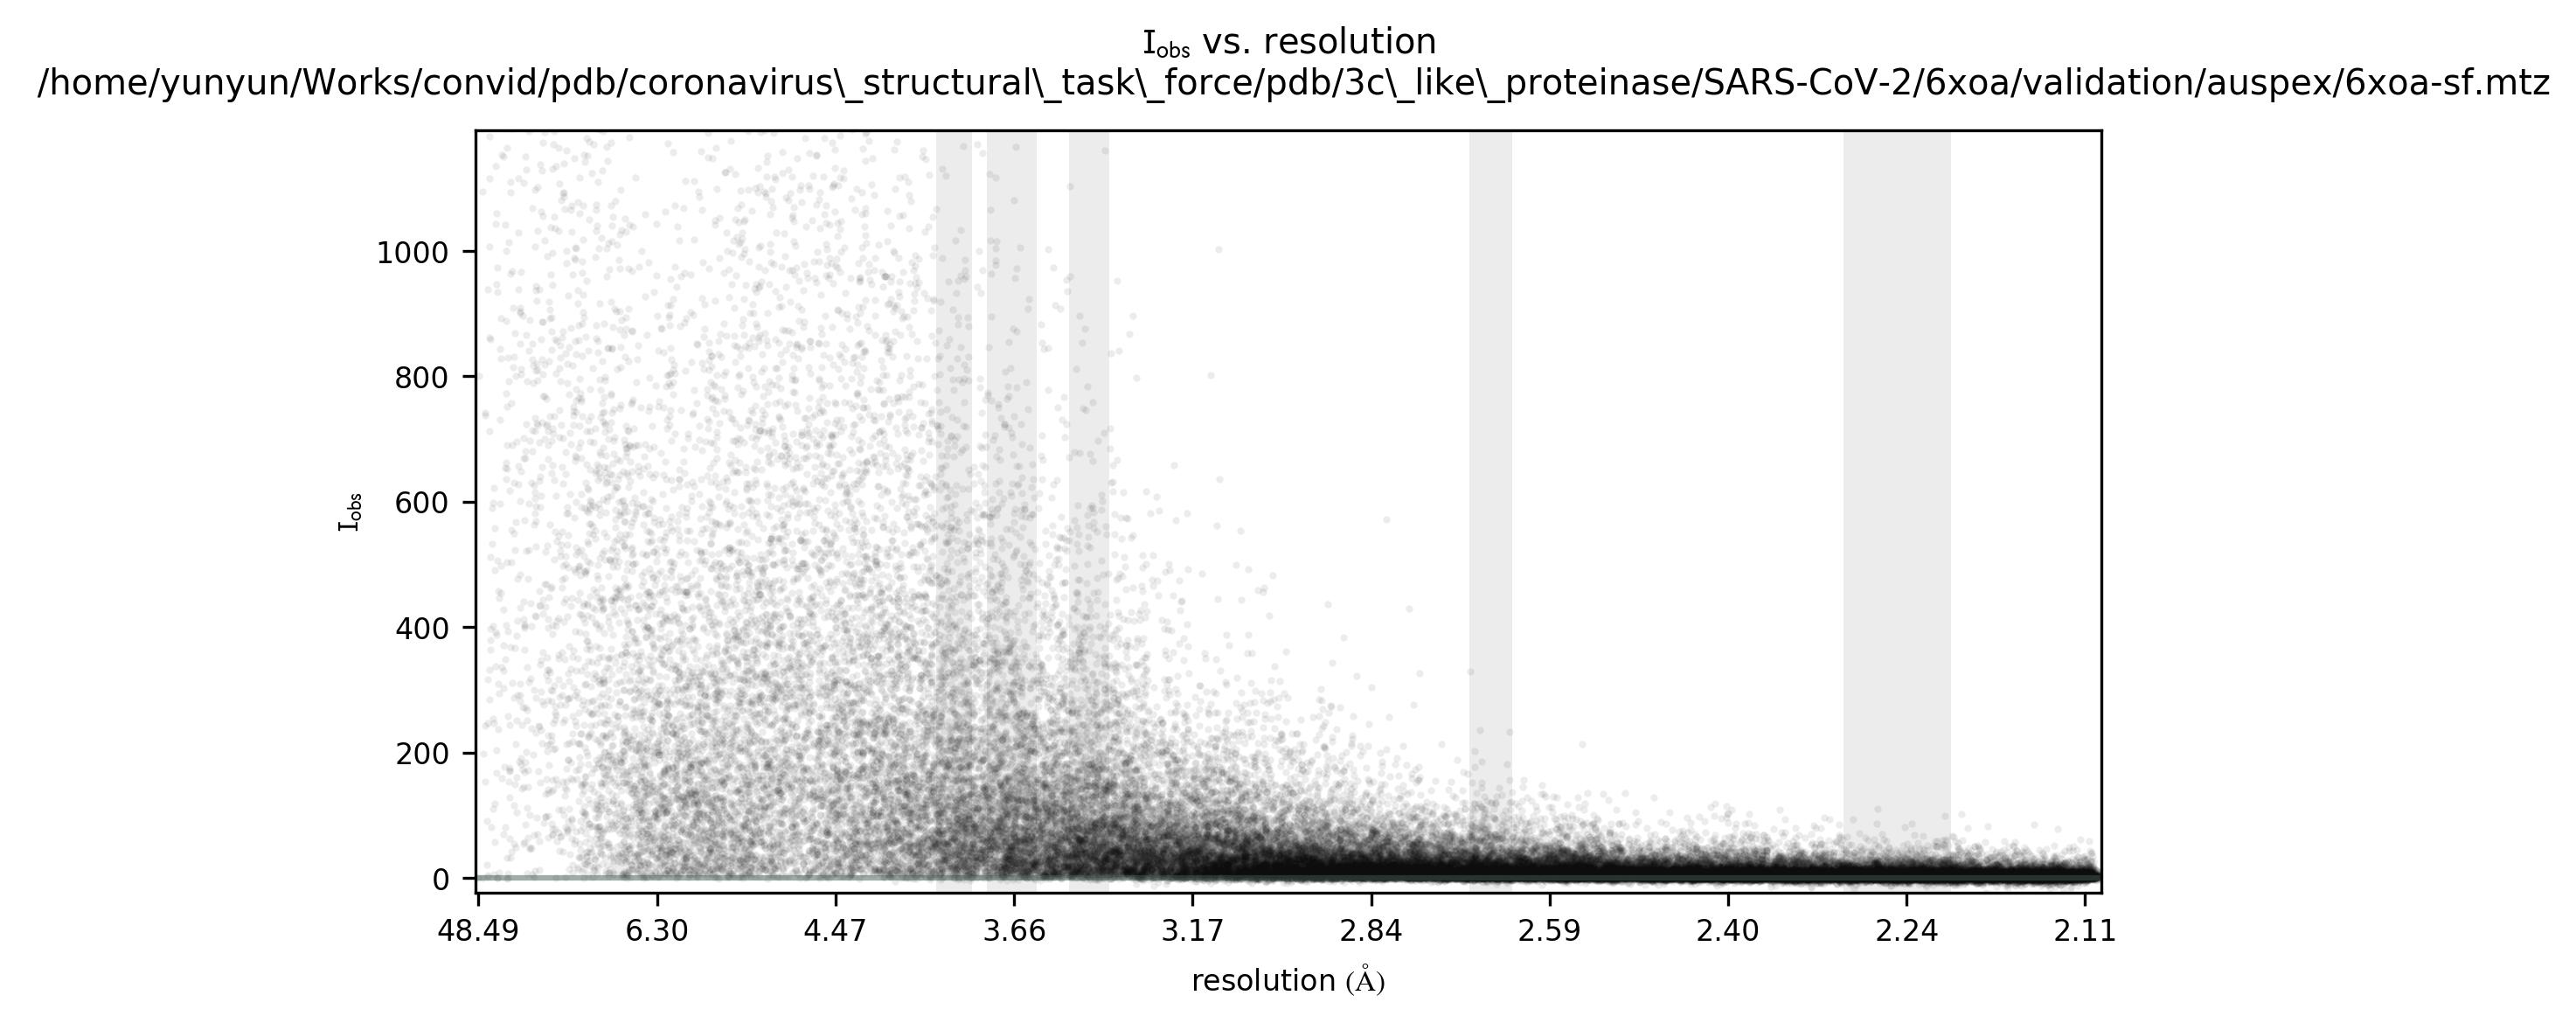 I_obs vs. resolution
/home/yunyun/Works/convid/pdb/coronavirus\_structural\_task\_force/pdb/3c\_like\_proteinase/SARS-CoV-2/6xoa/validation/auspex/6xoa-sf.mtz
I_obs
1000
800
600
400
200
0
48.49 6.30 4.47 3.66 3.17 2.84 2.59 2.40 2.24 2.11
resolution (Å)